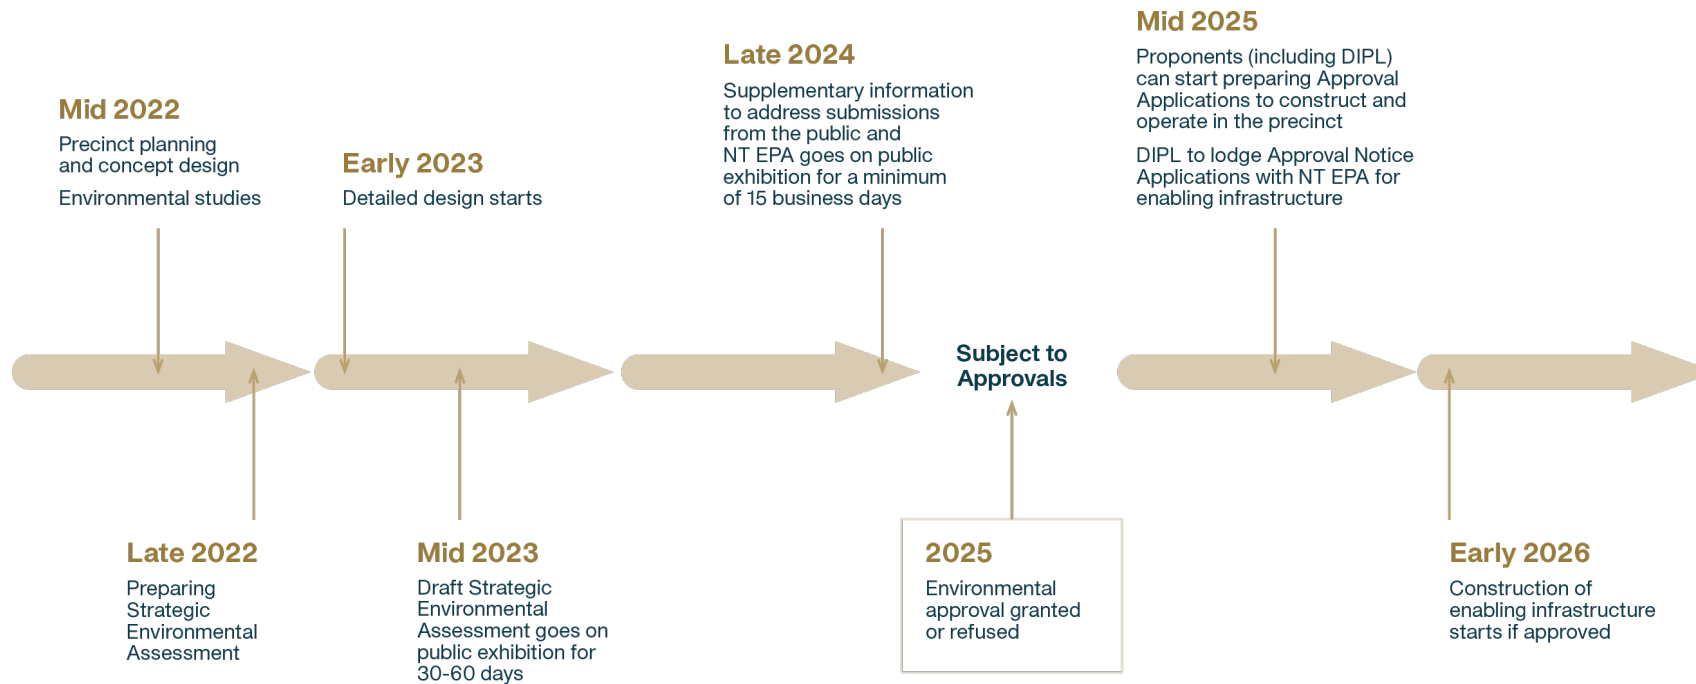 Mid 2022
Precinct planning
and concept design
Environmental studies
Late 2022
Preparing
Strategic
Environmental
Assessment
Early 2023
Detailed design starts
Mid 2023
Draft Strategic
Environmental
Assessment goes on
public exhibition for
30-60 days
Late 2024
Supplementary information
to address submissions
from the public and
NT EPA goes on public
exhibition for a minimum
of 15 business days
Subject to
Approvals
2025
Environmental
approval granted
or refused
Mid 2025
Proponents (including DIPL)
can start preparing Approval
Applications to construct and
operate in the precinct
DIPL to lodge Approval Notice
Applications with NT EPA for
enabling infrastructure
Early 2026
Construction of
enabling infrastructure
starts if approved